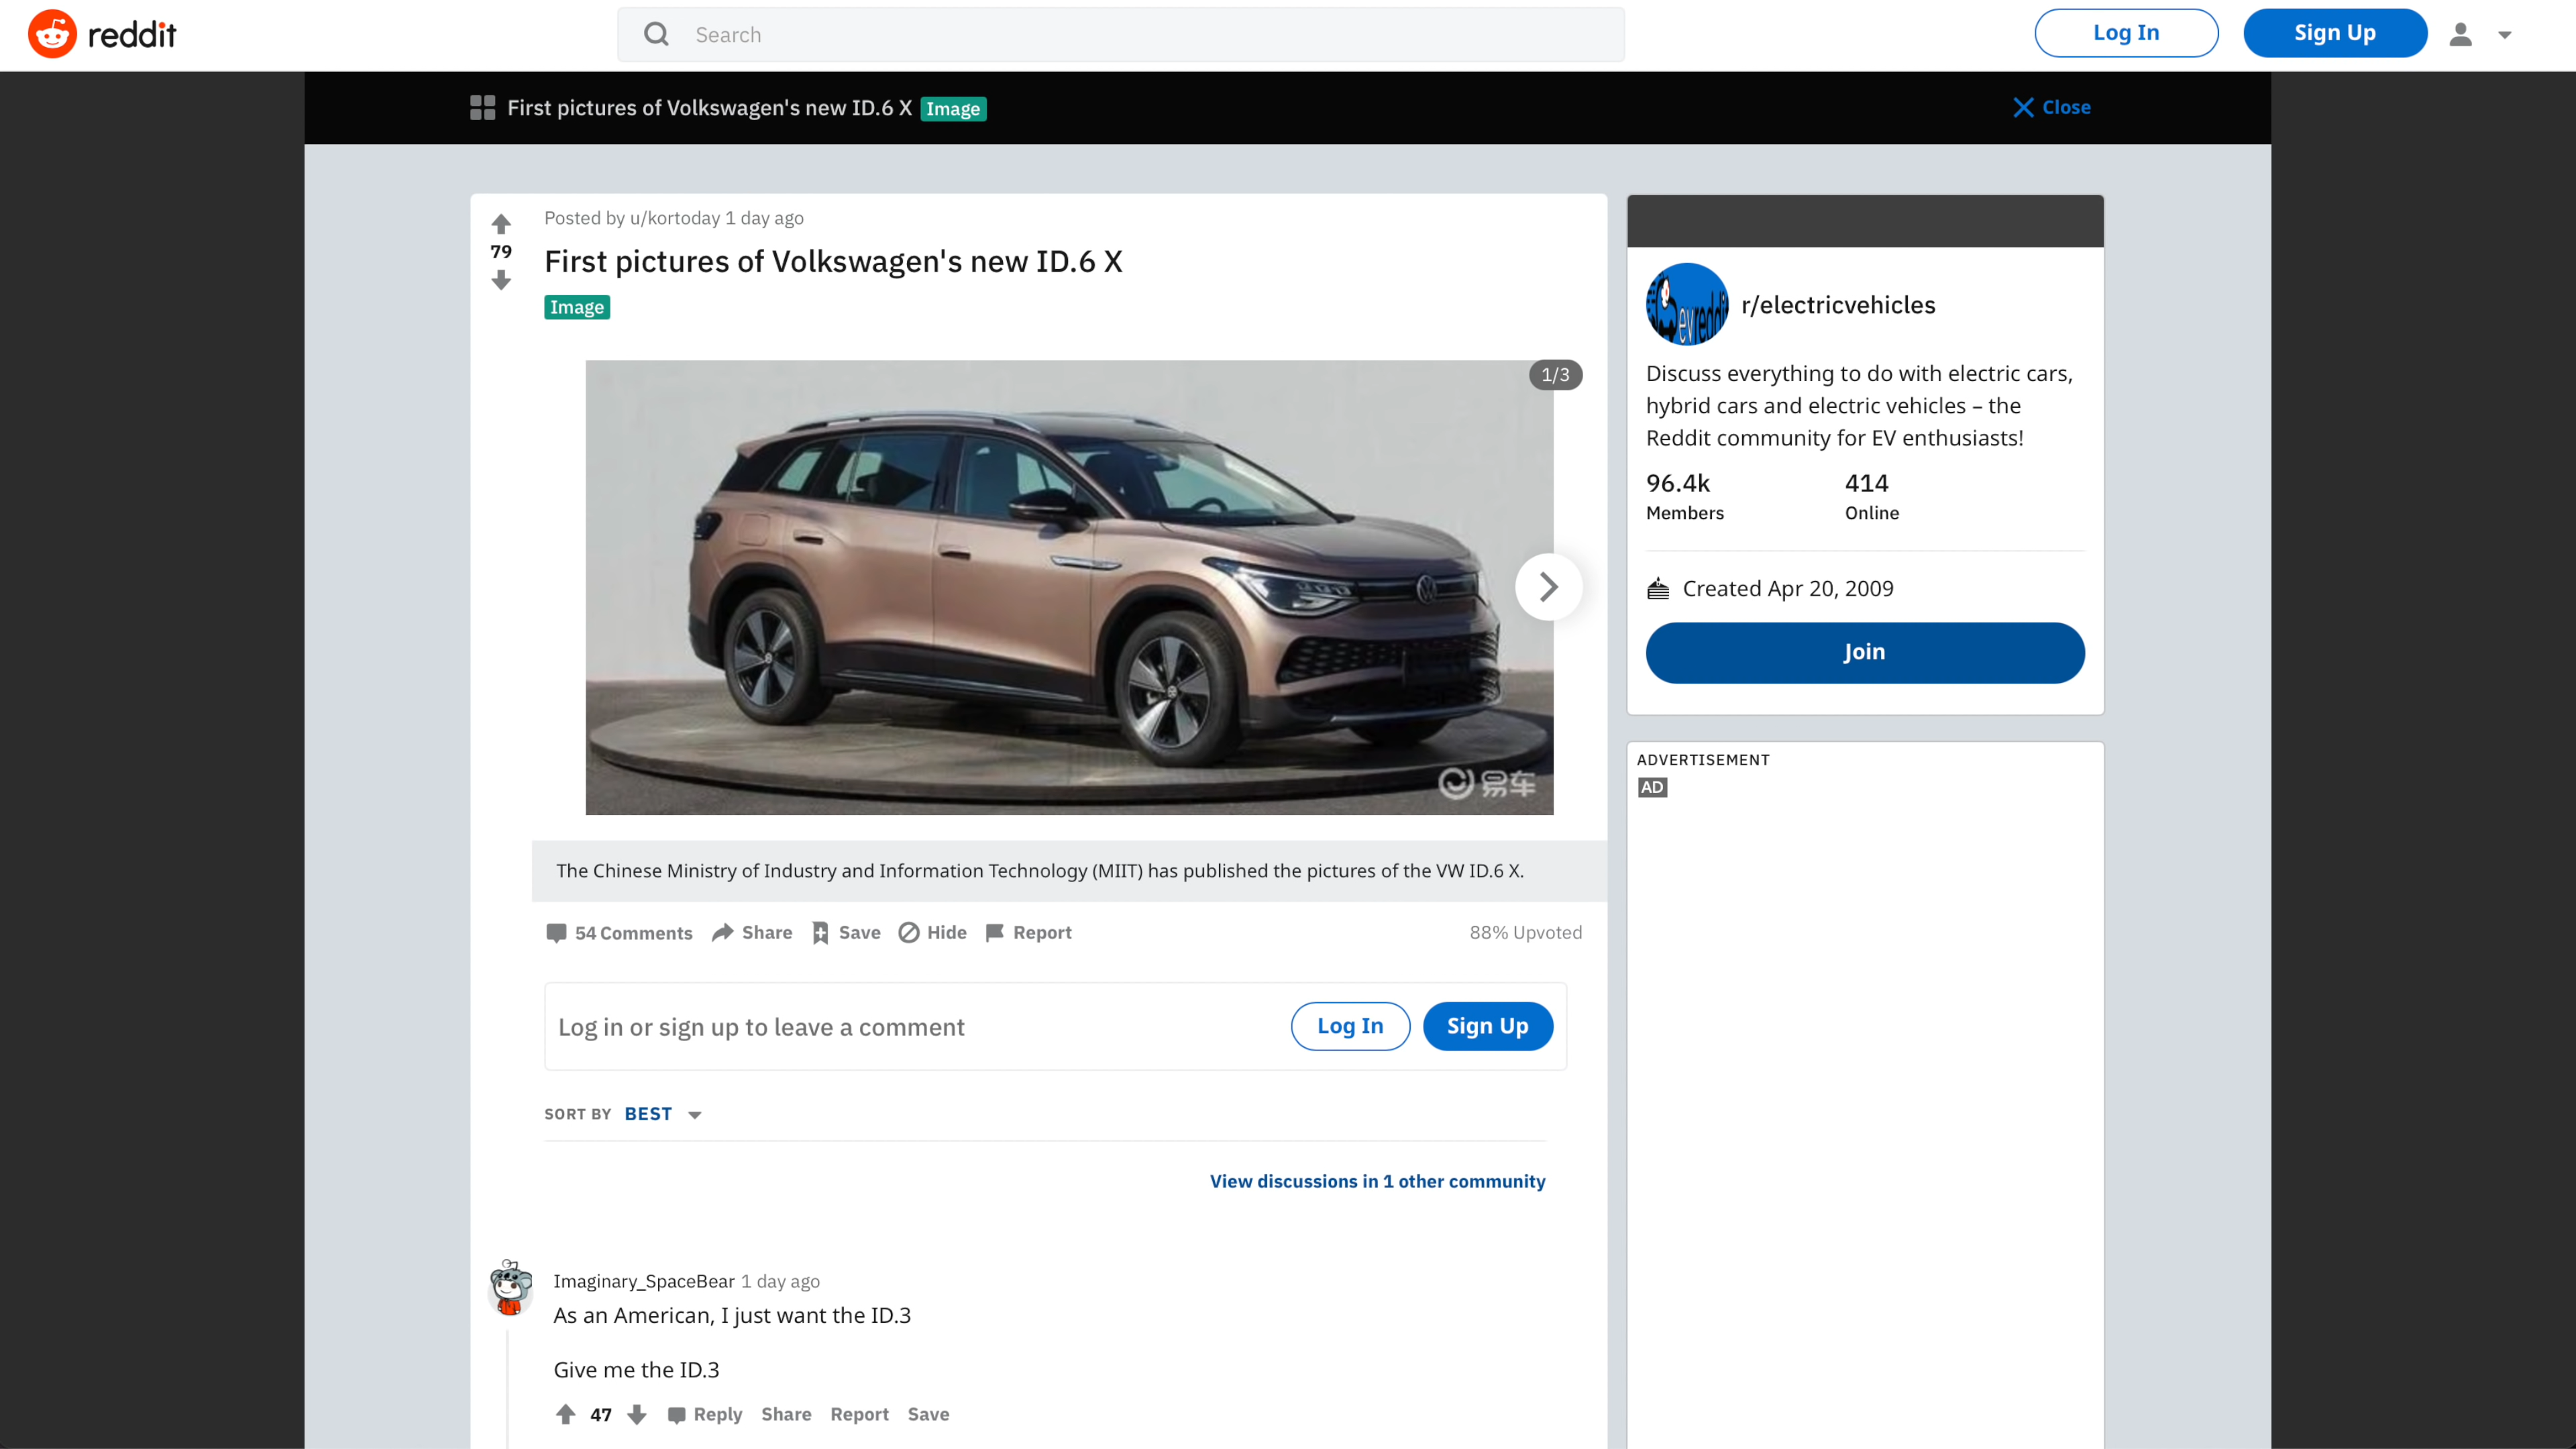 reddit
Search
Log In
Sign Up
First pictures of Volkswagen's new ID.6 X Image
Close
79
Posted by u/kortoday 1 day ago
First pictures of Volkswagen's new ID.6 X
Image
1/3
易车
The Chinese Ministry of Industry and Information Technology (MIIT) has published the pictures of the VW ID.6 X.
54 Comments Share Save Hide Report
88% Upvoted
Log in or sign up to leave a comment
Log In
Sign Up
SORT BY BEST
View discussions in 1 other community
Imaginary_SpaceBear 1 day ago
As an American, I just want the ID.3
Give me the ID.3
47 Reply Share Report Save
evreddi
r/electricvehicles
Discuss everything to do with electric cars,
hybrid cars and electric vehicles – the
Reddit community for EV enthusiasts!
96.4k
Members
414
Online
Created Apr 20, 2009
Join
ADVERTISEMENT
AD